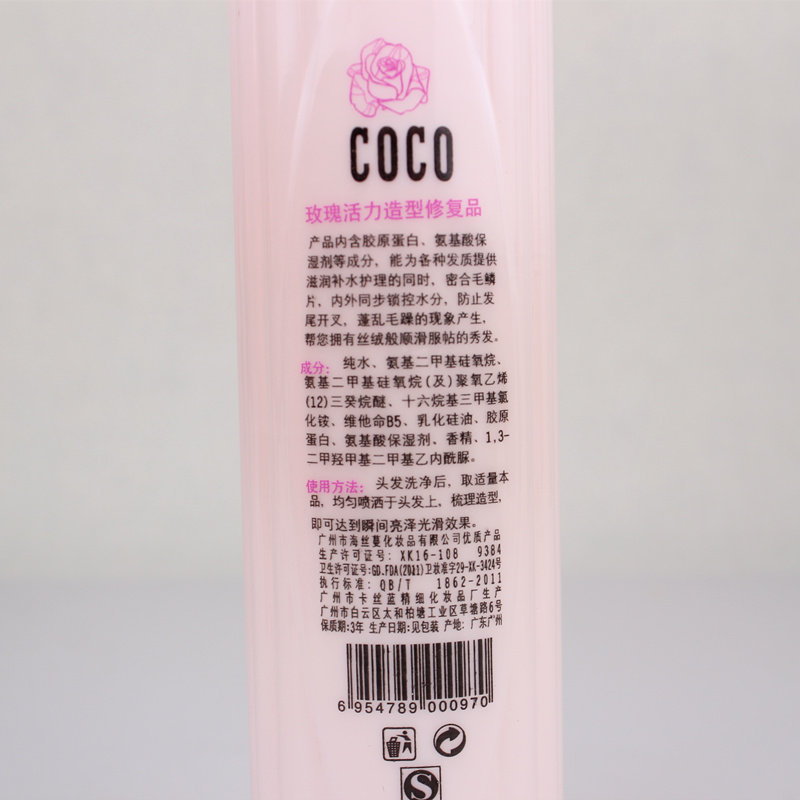 COCO
玫瑰活力造型修复品
产品内含胶原蛋白、氨基酸保
湿剂等成分，能为各种发质提供
滋润补水护理的同时、密合毛鳞
片，内外同步锁控水分，防止发
尾开叉，蓬乱毛躁的现象产生，
帮您拥有丝绒般顺滑服帖的秀发。
成分：纯水、氨基二甲基硅氧烷、
氨基二甲基硅氧烷(及)聚氧乙烯
(12)三癸烷醚、十六烷基三甲基氯
化铵、维他命B5、乳化硅油、胶原
蛋白、氨基酸保湿剂、香精、1,3-
二甲羟甲基二甲基乙内酰脲。
使用方法：头发洗净后，取适量本
品，均匀喷洒于头发上，梳理造型，
即可达到瞬间亮泽光滑效果。
广州市海丝蔓化妆品有限公司优质产品
生产许可证号：XK16-108 9384
卫生许可证号:GD.FDA(2011)卫妆准字29-XK-3424号
执行标准：QB/T 1862-2011
广州市卡丝蓝精细化妆品厂生产
广州市白云区太和柏塘工业区草塘路6号
保质期:3年 生产日期:见包装 产地：广东广州
6 954789 000970
S